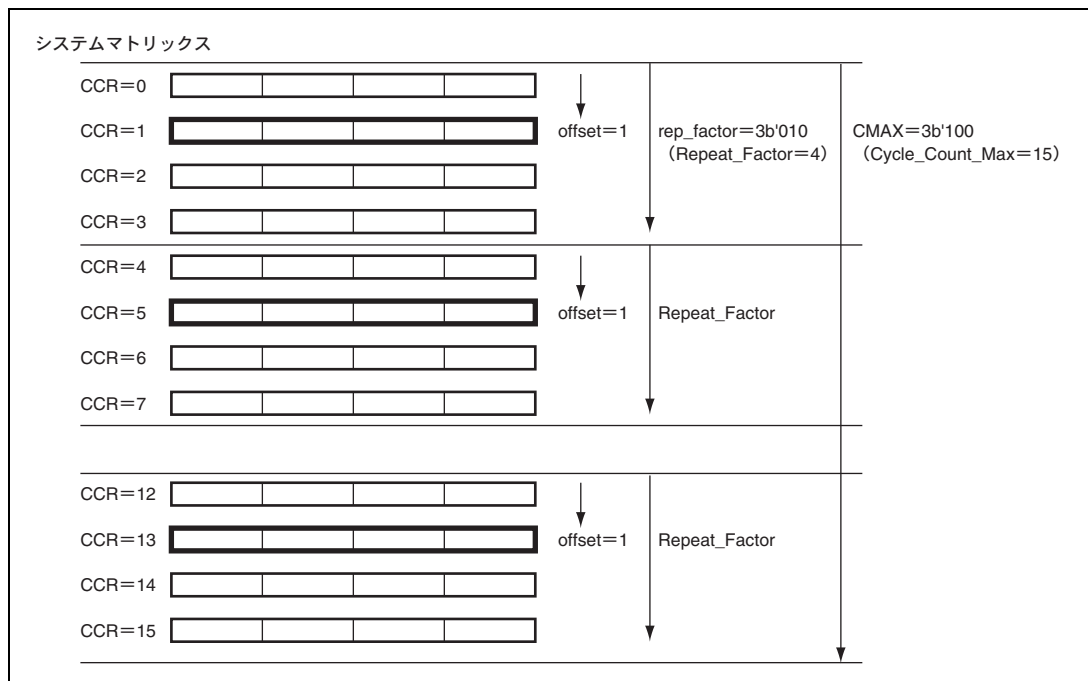 システムマトリックス
CCR=0
CCR=1 offset=1 rep_factor=3b'010 CMAX=3b'100
(Repeat_Factor=4) (Cycle_Count_Max=15)
CCR=2
CCR=3
CCR=4
CCR=5 offset=1 Repeat_Factor
CCR=6
CCR=7
CCR=12
CCR=13 offset=1 Repeat_Factor
CCR=14
CCR=15